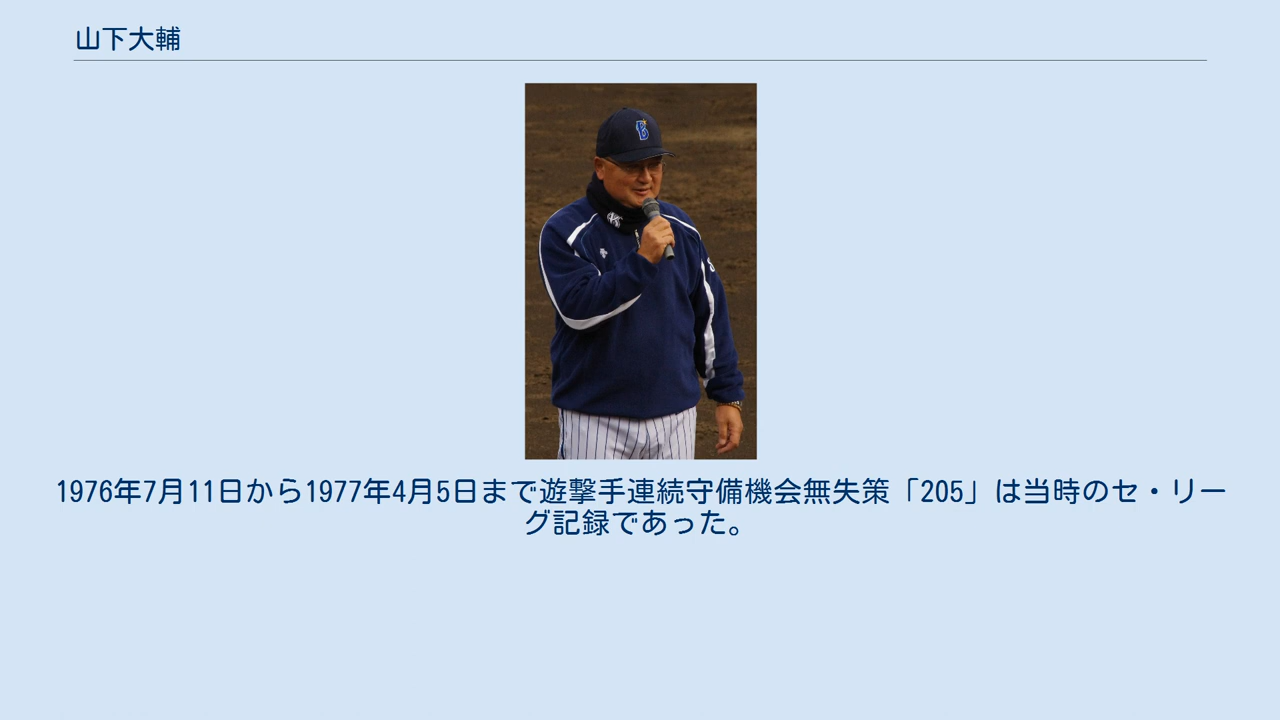 山下大輔
1976年7月11日から1977年4月5日まで遊撃手連続守備機会無失策「205」は当時のセ・リー
グ記録であった。